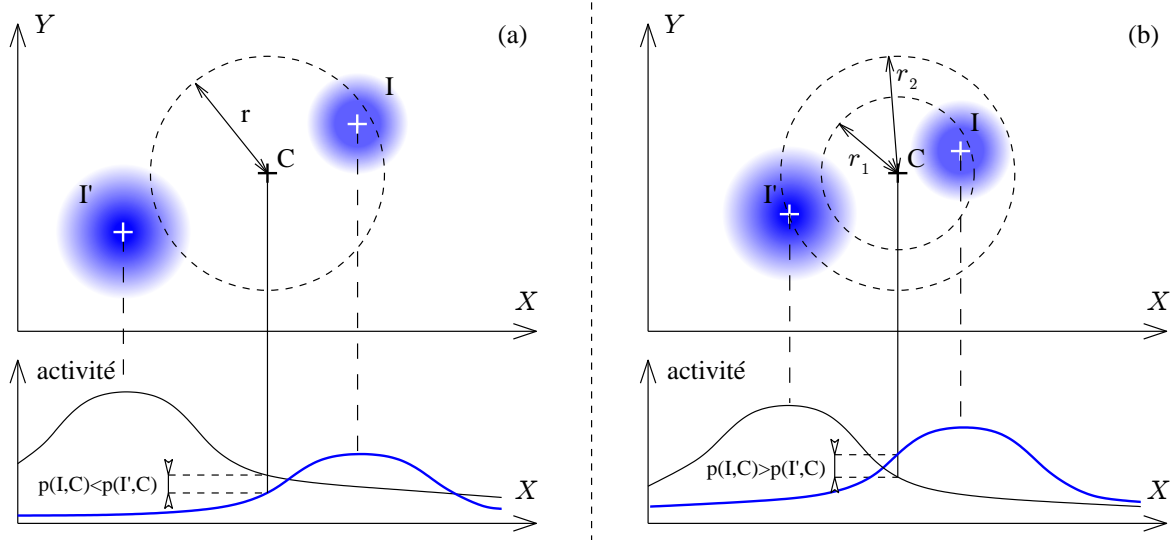 Y
(a)
I
r
C
I'
X
activité
p(I,C)<p(I',C)
X
Y
(b)
r2
I
C
r1
I'
X
activité
p(I,C)>p(I',C)
X